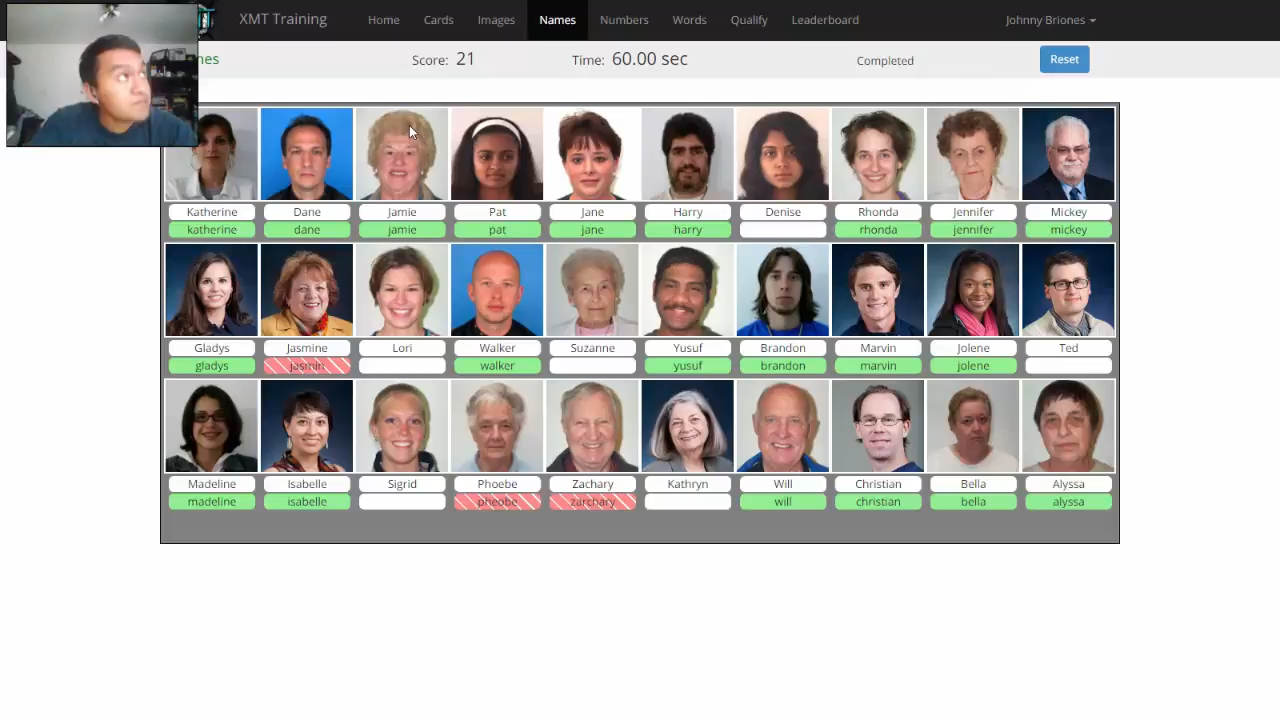 XMT Training Home Cards Images Names Numbers Words Qualify Leaderboard Johnny Briones
Score: 21 Time: 60.00 sec Completed Reset
Katherine Dane Jamie Pat Jane Harry Denise Rhonda Jennifer Mickey
katherine dane jamie pat jane harry rhonda jennifer mickey
Gladys Jasmine Lori Walker Suzanne Yusuf Brandon Marvin Jolene Ted
gladys jasmin walker yusuf brandon marvin jolene
Madeline Isabelle Sigrid Phoebe Zachary Kathryn Will Christian Bella Alyssa
madeline isabelle pheobe zarchary will christian bella alyssa